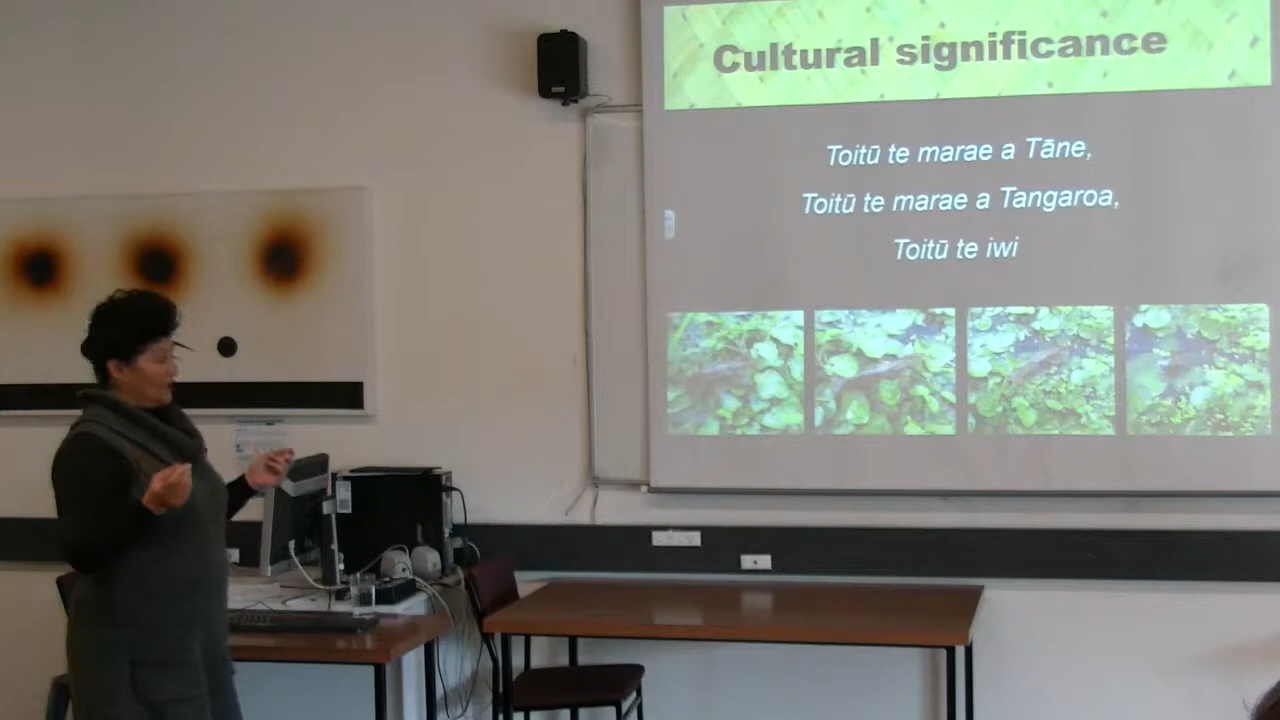 Cultural significance
Toitū te marae a Tāne,
Toitū te marae a Tangaroa,
Toitū te iwi